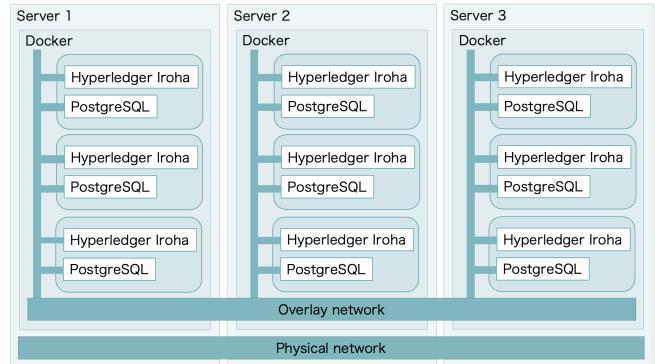 Server 1
Docker
Hyperledger Iroha
PostgreSQL
Hyperledger Iroha
PostgreSQL
Hyperledger Iroha
PostgreSQL
Server 2
Docker
Hyperledger Iroha
PostgreSQL
Hyperledger Iroha
PostgreSQL
Hyperledger Iroha
PostgreSQL
Server 3
Docker
Hyperledger Iroha
PostgreSQL
Hyperledger Iroha
PostgreSQL
Hyperledger Iroha
PostgreSQL
Overlay network
Physical network